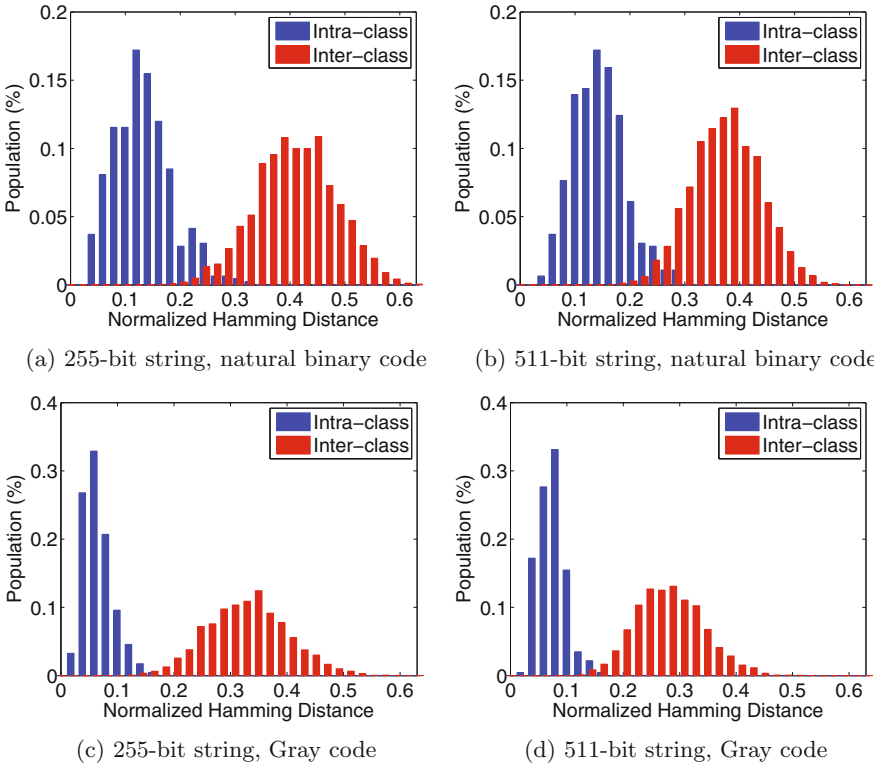 0.2
0.15
0.1
0.05
0
Population (%)
Intra-class
Inter-class
0 0.1 0.2 0.3 0.4 0.5 0.6
Normalized Hamming Distance
(a) 255-bit string, natural binary code
0.2
0.15
0.1
0.05
0
Population (%)
Intra-class
Inter-class
0 0.1 0.2 0.3 0.4 0.5 0.6
Normalized Hamming Distance
(b) 511-bit string, natural binary code
0.4
0.3
0.2
0.1
0
Population (%)
Intra-class
Inter-class
0 0.1 0.2 0.3 0.4 0.5 0.6
Normalized Hamming Distance
(c) 255-bit string, Gray code
0.4
0.3
0.2
0.1
0
Population (%)
Intra-class
Inter-class
0 0.1 0.2 0.3 0.4 0.5 0.6
Normalized Hamming Distance
(d) 511-bit string, Gray code